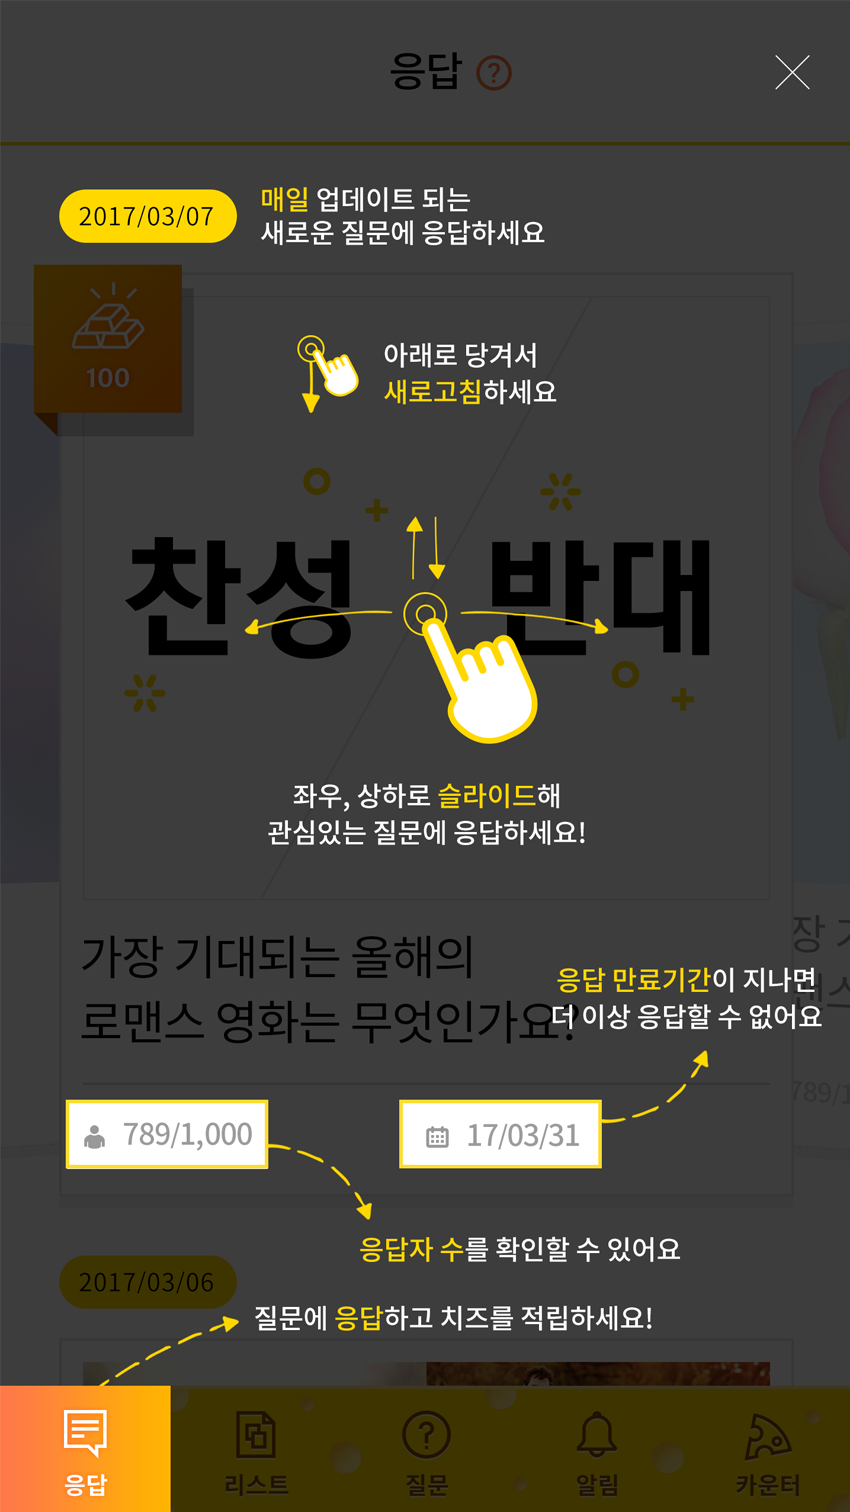 응답 ?
2017/03/07
매일 업데이트 되는
새로운 질문에 응답하세요
100
아래로 당겨서
새로고침하세요
찬성 반대
좌우, 상하로 슬라이드해
관심있는 질문에 응답하세요!
가장 기대되는 올해의
로맨스 영화는 무엇인가요?
응답 만료기간이 지나면
더 이상 응답할 수 없어요
789/1,000
17/03/31
응답자 수를 확인할 수 있어요
2017/03/06
질문에 응답하고 치즈를 적립하세요!
응답
리스트
질문
알림
카운터